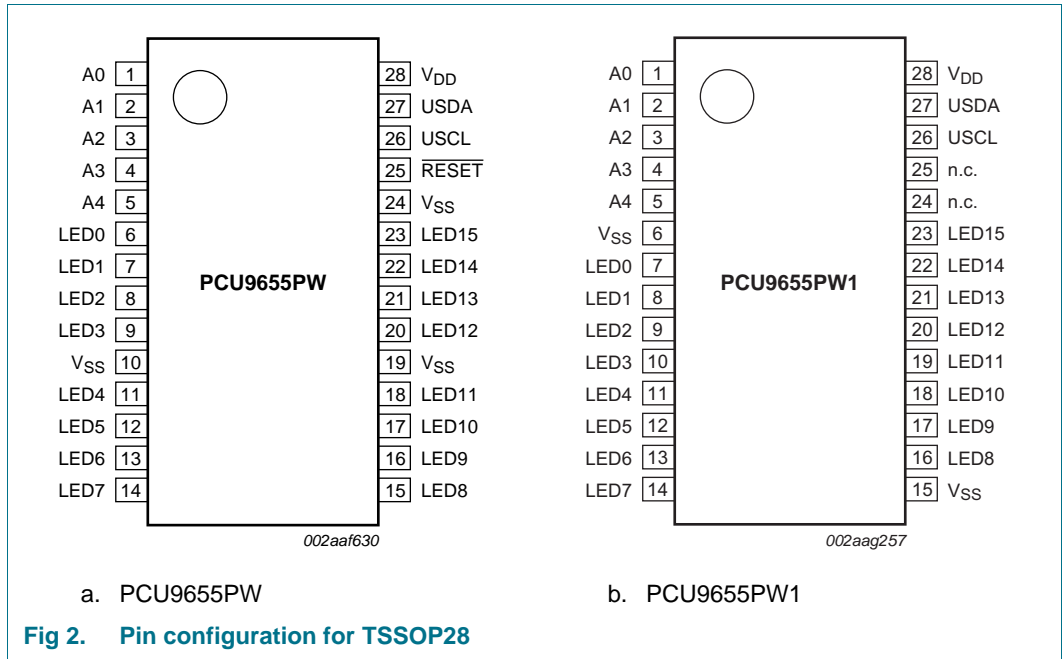 A0 1
A1 2
A2 3
A3 4
A4 5
LED0 6
LED1 7
LED2 8
LED3 9
VSS 10
LED4 11
LED5 12
LED6 13
LED7 14
PCU9655PW
28 VDD
27 USDA
26 USCL
25 RESET
24 VSS
23 LED15
22 LED14
21 LED13
20 LED12
19 VSS
18 LED11
17 LED10
16 LED9
15 LED8
002aaf630
a. PCU9655PW
A0 1
A1 2
A2 3
A3 4
A4 5
VSS 6
LED0 7
LED1 8
LED2 9
LED3 10
LED4 11
LED5 12
LED6 13
LED7 14
PCU9655PW1
28 VDD
27 USDA
26 USCL
25 n.c.
24 n.c.
23 LED15
22 LED14
21 LED13
20 LED12
19 LED11
18 LED10
17 LED9
16 LED8
15 VSS
002aag257
b. PCU9655PW1
Fig 2. Pin configuration for TSSOP28